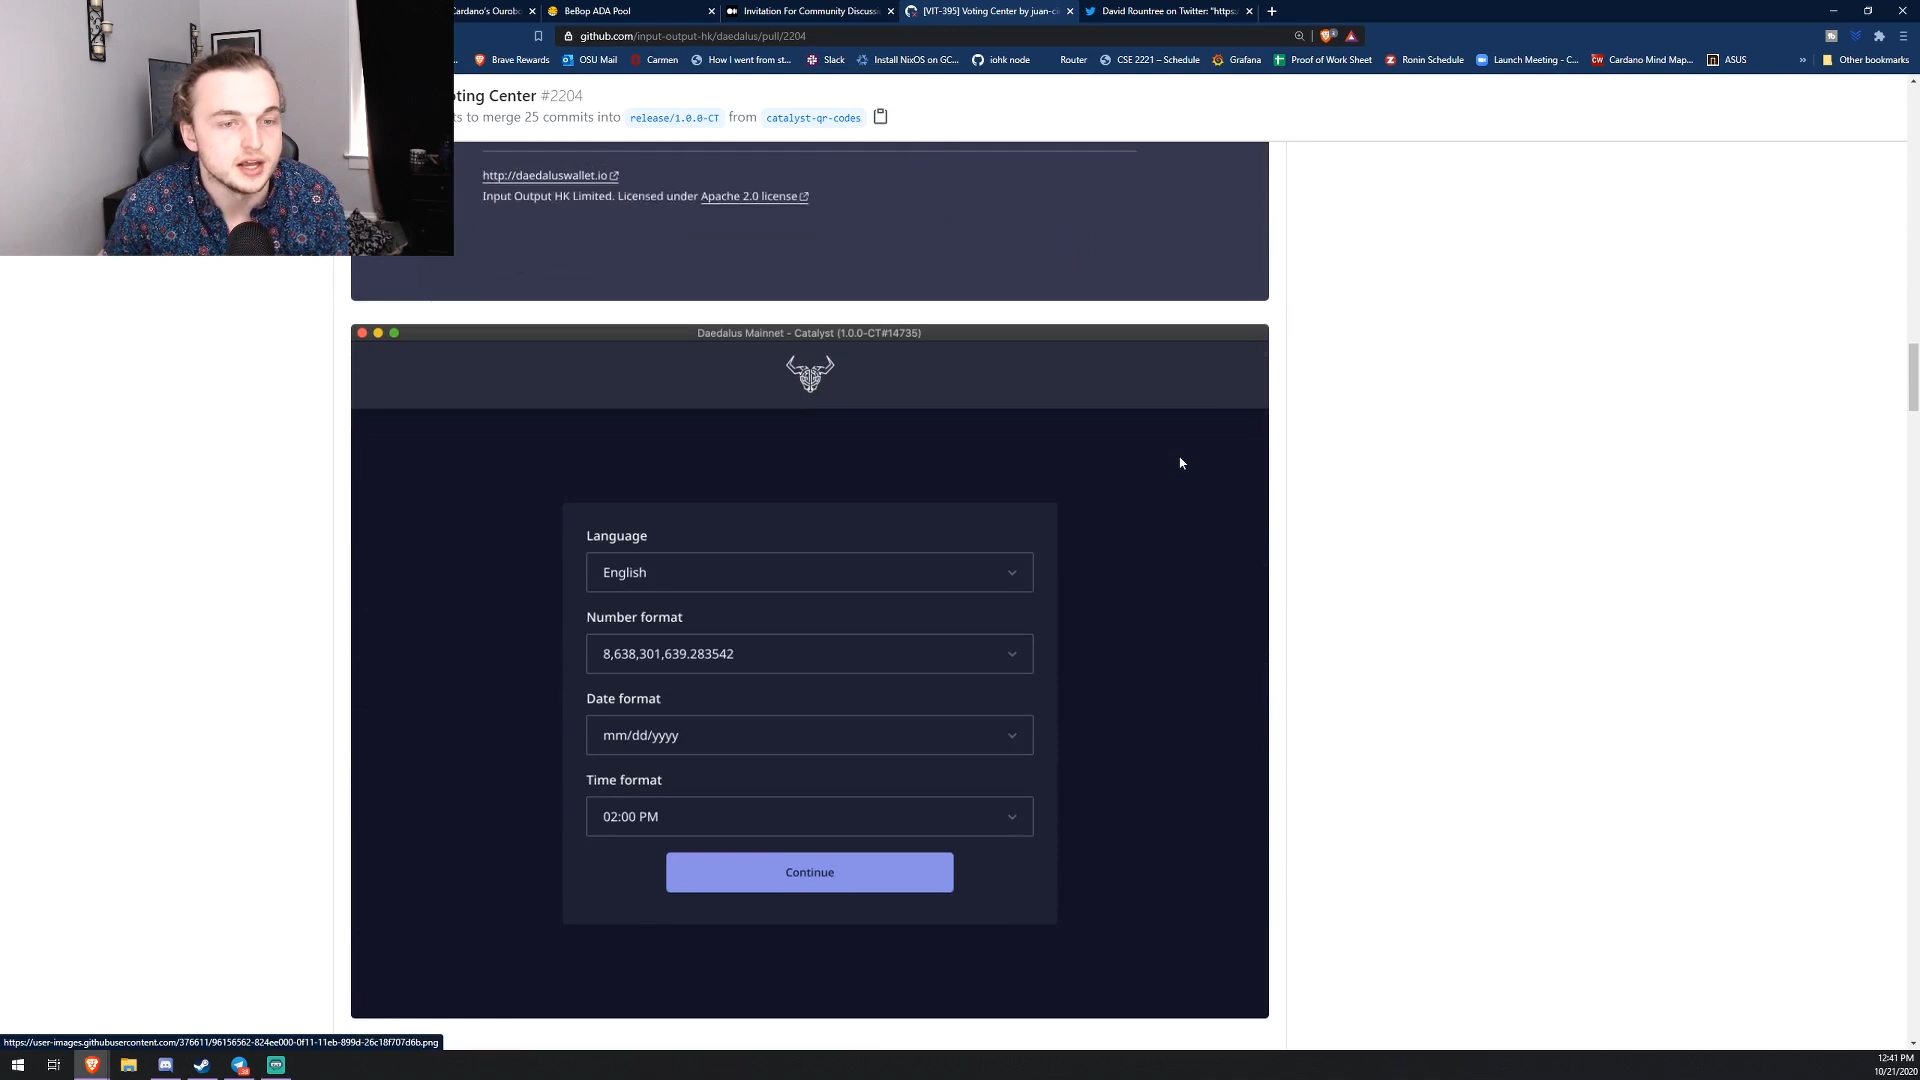 Cardano's Ourobo
BeBop ADA Pool
Invitation For Community Discussi
[VIT-395] Voting Center by juan-ci
David Rountree on Twitter: "https:
github.com/input-output-hk/daedalus/pull/2204
Brave Rewards
OSU Mail
Carmen
How I went from st...
Slack
Install NixOS on GC...
iohk node
Router
CSE 2221 – Schedule
Grafana
Proof of Work Sheet
Ronin Schedule
Launch Meeting - C...
Cardano Mind Map...
ASUS
»
Other bookmarks
oting Center #2204
ts to merge 25 commits into release/1.0.0-CT from catalyst-qr-codes
http://daedaluswallet.io
Input Output HK Limited. Licensed under Apache 2.0 license
Daedalus Mainnet - Catalyst (1.0.0-CT#14735)
Language
English
Number format
8,638,301,639.283542
Date format
mm/dd/yyyy
Time format
02:00 PM
Continue
https://user-images.githubusercontent.com/376611/96156562-824ee000-0f11-11eb-899d-26c18f707d6b.png
12:41 PM
10/21/2020